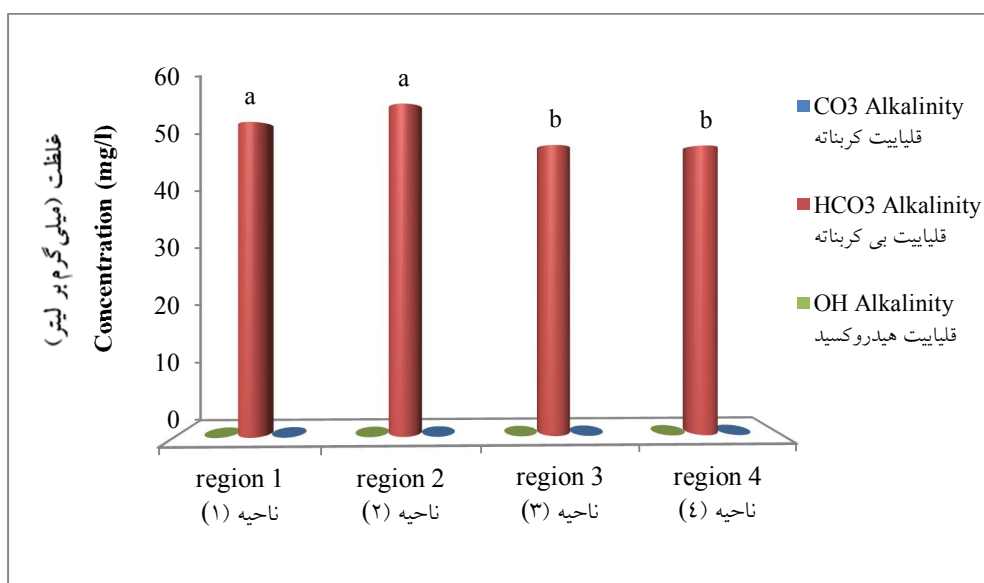 غلظت (میلی گرم بر لیتر)
Concentration (mg/l)
60
50
40
30
20
10
0
a
a
b
b
region 1
ناحیه (۱)
region 2
ناحیه (۲)
region 3
ناحیه (۳)
region 4
ناحیه (٤)
CO3 Alkalinity
قلیاییت کربناته
HCO3 Alkalinity
قلیاییت بی کربناته
OH Alkalinity
قلیاییت هیدروکسید